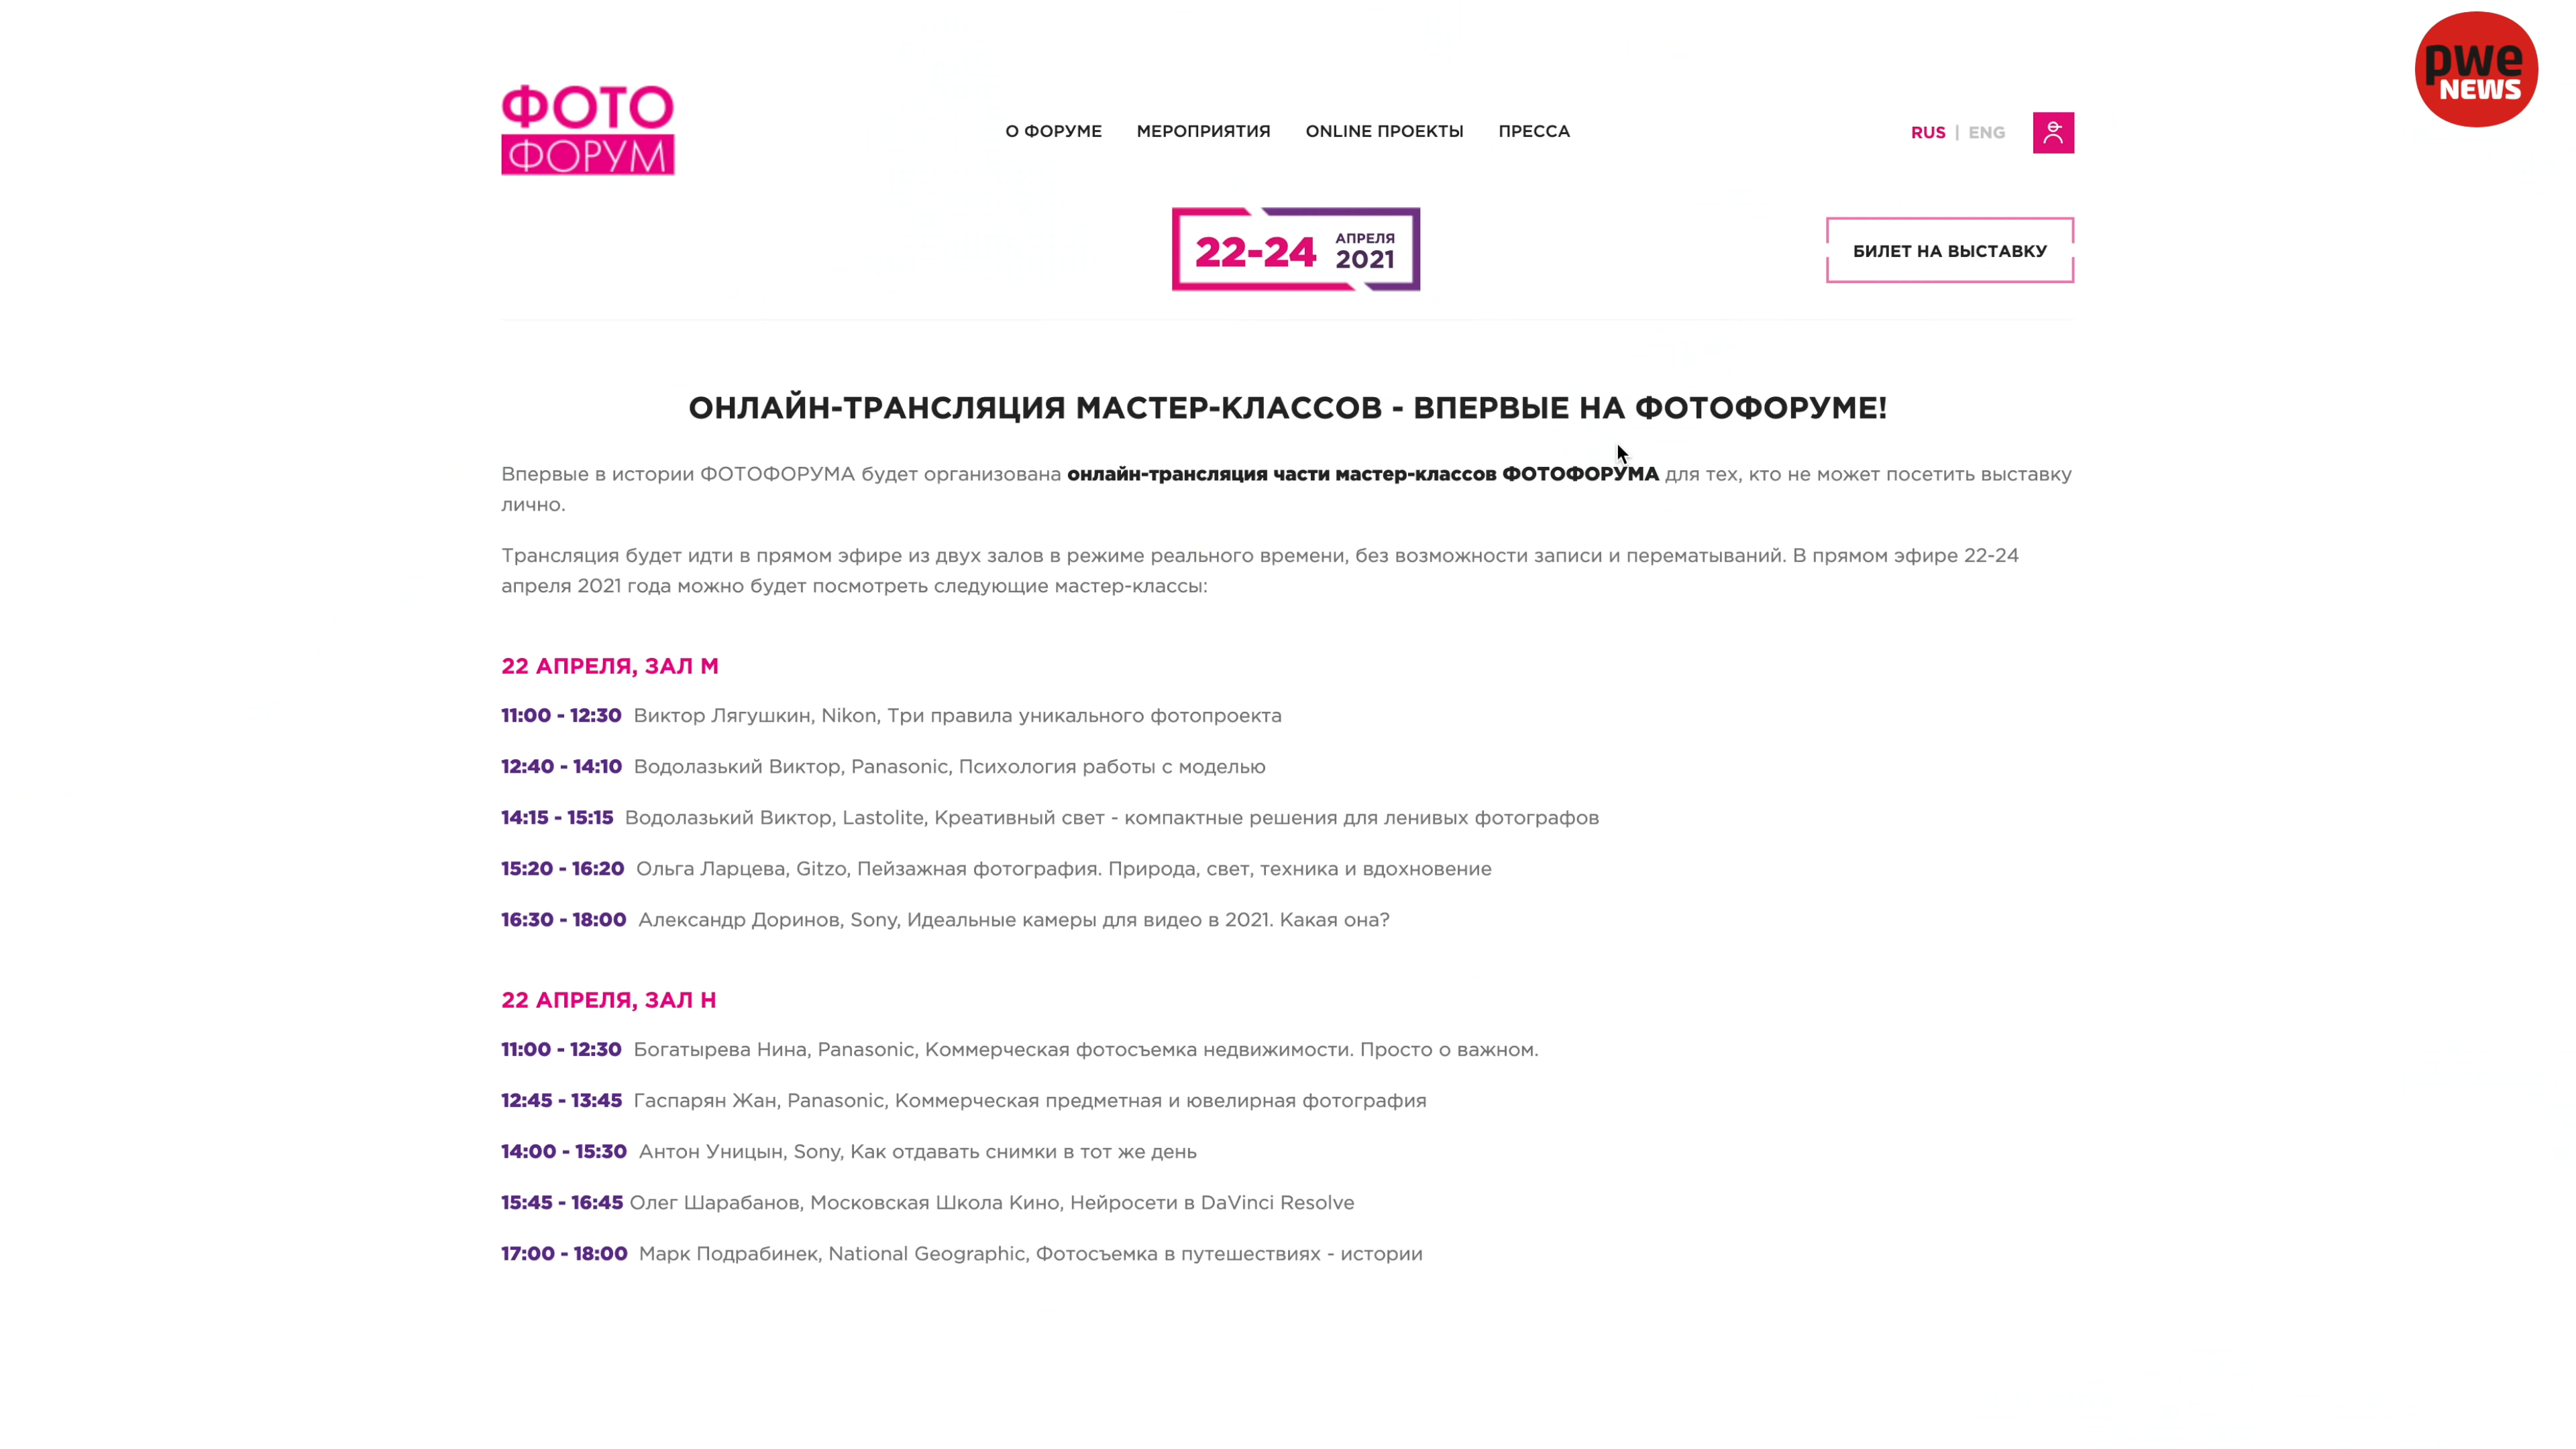 ФОТО
ФОРУМ
О ФОРУМЕ МЕРОПРИЯТИЯ ONLINE ПРОЕКТЫ ПРЕССА
RUS | ENG
pwe
NEWS
22-24 АПРЕЛЯ 2021
БИЛЕТ НА ВЫСТАВКУ
ОНЛАЙН-ТРАНСЛЯЦИЯ МАСТЕР-КЛАССОВ - ВПЕРВЫЕ НА ФОТОФОРУМЕ!
Впервые в истории ФОТОФОРУМА будет организована онлайн-трансляция части мастер-классов ФОТОФОРУМА для тех, кто не может посетить выставку
лично.
Трансляция будет идти в прямом эфире из двух залов в режиме реального времени, без возможности записи и перематываний. В прямом эфире 22-24
апреля 2021 года можно будет посмотреть следующие мастер-классы:
22 АПРЕЛЯ, ЗАЛ М
11:00 - 12:30 Виктор Лягушкин, Nikon, Три правила уникального фотопроекта
12:40 - 14:10 Водолазький Виктор, Panasonic, Психология работы с моделью
14:15 - 15:15 Водолазький Виктор, Lastolite, Креативный свет - компактные решения для ленивых фотографов
15:20 - 16:20 Ольга Ларцева, Gitzo, Пейзажная фотография. Природа, свет, техника и вдохновение
16:30 - 18:00 Александр Доринов, Sony, Идеальные камеры для видео в 2021. Какая она?
22 АПРЕЛЯ, ЗАЛ Н
11:00 - 12:30 Богатырева Нина, Panasonic, Коммерческая фотосъемка недвижимости. Просто о важном.
12:45 - 13:45 Гаспарян Жан, Panasonic, Коммерческая предметная и ювелирная фотография
14:00 - 15:30 Антон Уницын, Sony, Как отдавать снимки в тот же день
15:45 - 16:45 Олег Шарабанов, Московская Школа Кино, Нейросети в DaVinci Resolve
17:00 - 18:00 Марк Подрабинек, National Geographic, Фотосъемка в путешествиях - истории